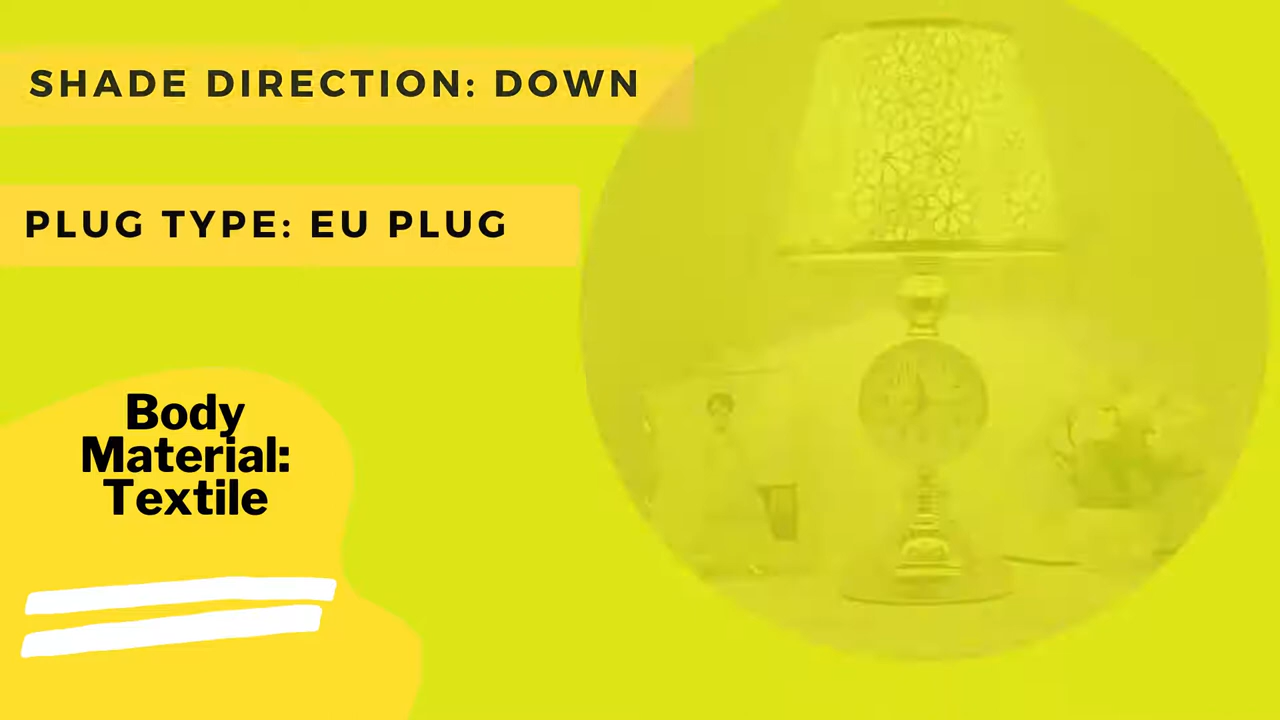 SHADE DIRECTION: DOWN
PLUG TYPE: EU PLUG
Body
Material:
Textile